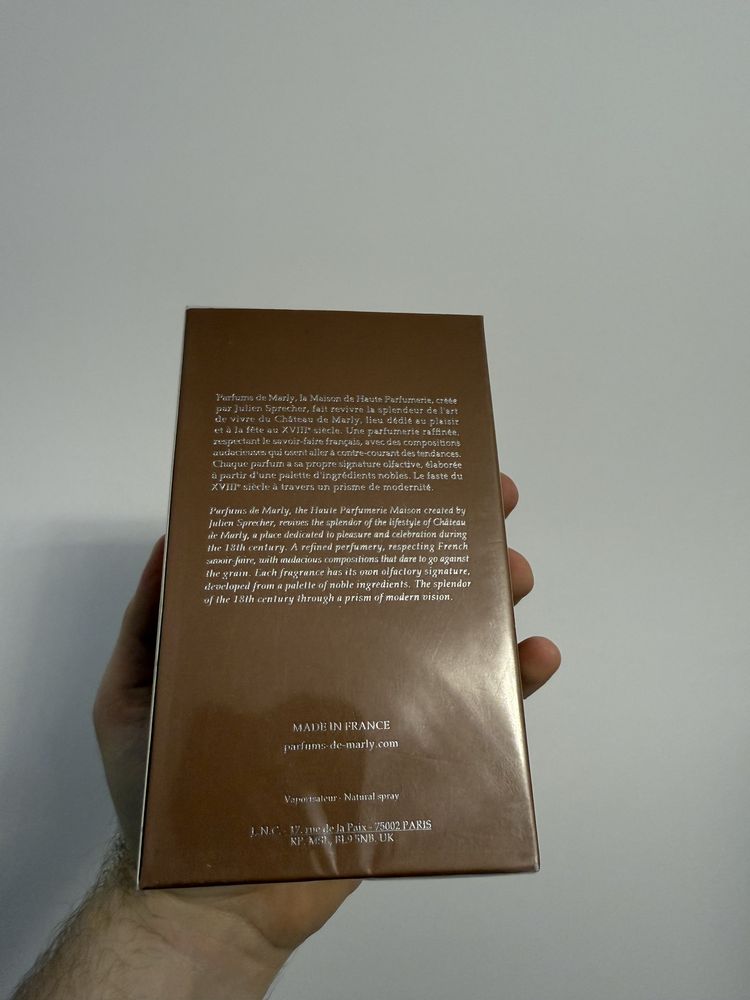 Parfums de Marly, la Maison de Haute Parfumerie, créée
par Julien Sprecher, fait revivre la splendeur de l'art
de vivre du Château de Marly, lieu dédié au plaisir
et à la fête au XVIIIe siècle. Une parfumerie raffinée,
respectant le savoir-faire français, avec des compositions
audacieuses qui osent aller à contre-courant des tendances.
Chaque parfum a sa propre signature olfactive, élaborée
à partir d'une palette d'ingrédients nobles. Le faste du
XVIIIe siècle à travers un prisme de modernité.
Parfums de Marly, the Haute Parfumerie Maison created by
Julien Sprecher, revives the splendor of the lifestyle of Château
de Marly, a place dedicated to pleasure and celebration during
the 18th century. A refined perfumery, respecting French
savoir-faire, with audacious compositions that dare to go against
the grain. Each fragrance has its own olfactory signature,
developed from a palette of noble ingredients. The splendor
of the 18th century through a prism of modern vision.
MADE IN FRANCE
parfums-de-marly.com
Vaporisateur - Natural spray
J.N.C. - 17, rue de la Paix - 75002 PARIS
RP. MSL, BL9 5NB. UK